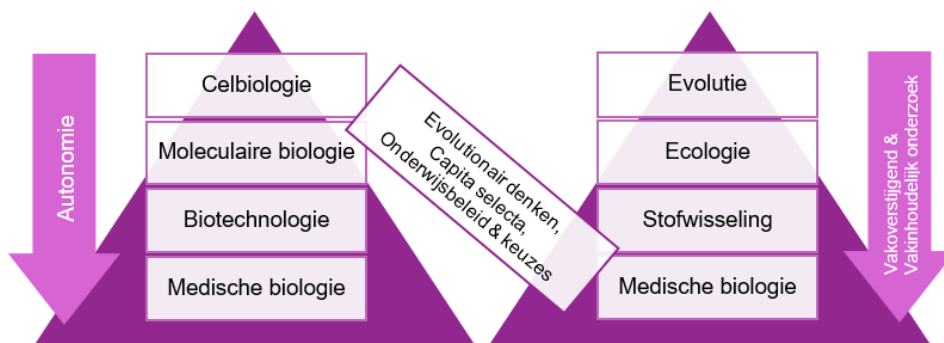 Autonomie
Celbiologie
Moleculaire biologie
Biotechnologie
Medische biologie
Evolutionair denken,
Capita selecta,
Onderwijsbeleid & keuzes
Evolutie
Ecologie
Stofwisseling
Medische biologie
Vakoverstijgend &
Vakinhoudelijk onderzoek